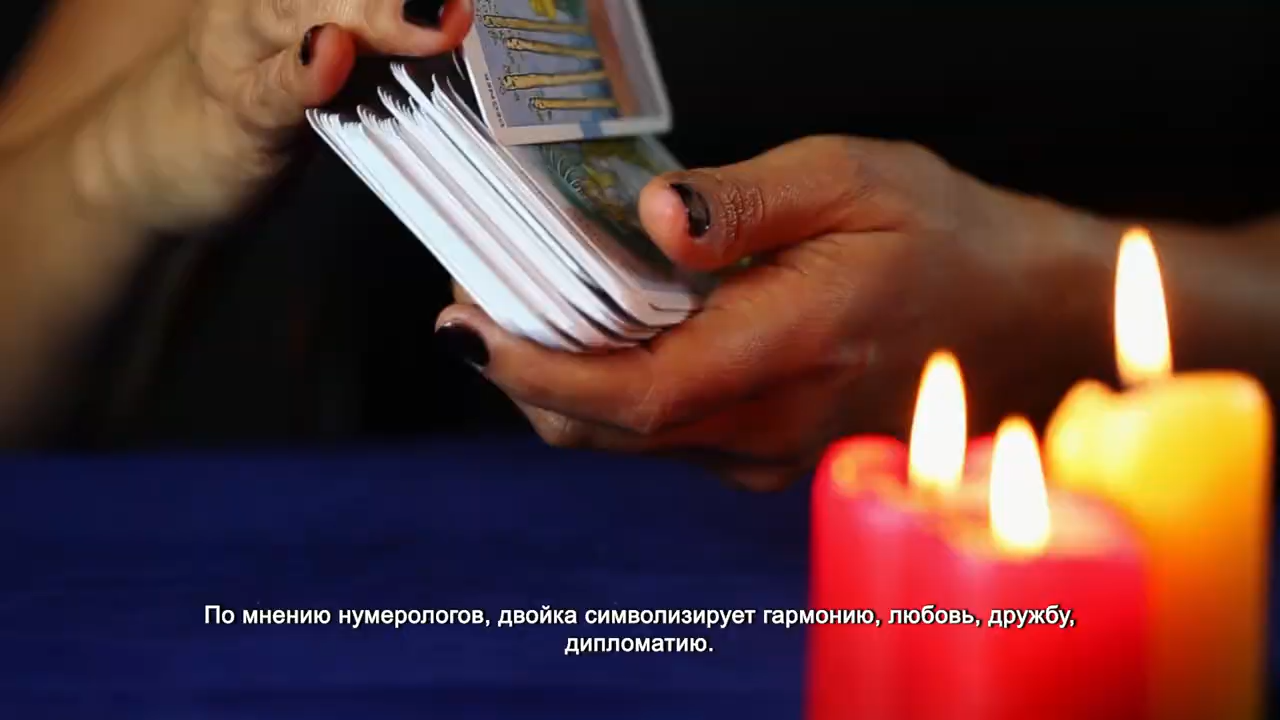 По мнению нумерологов, двойка символизирует гармонию, любовь, дружбу,
дипломатию.